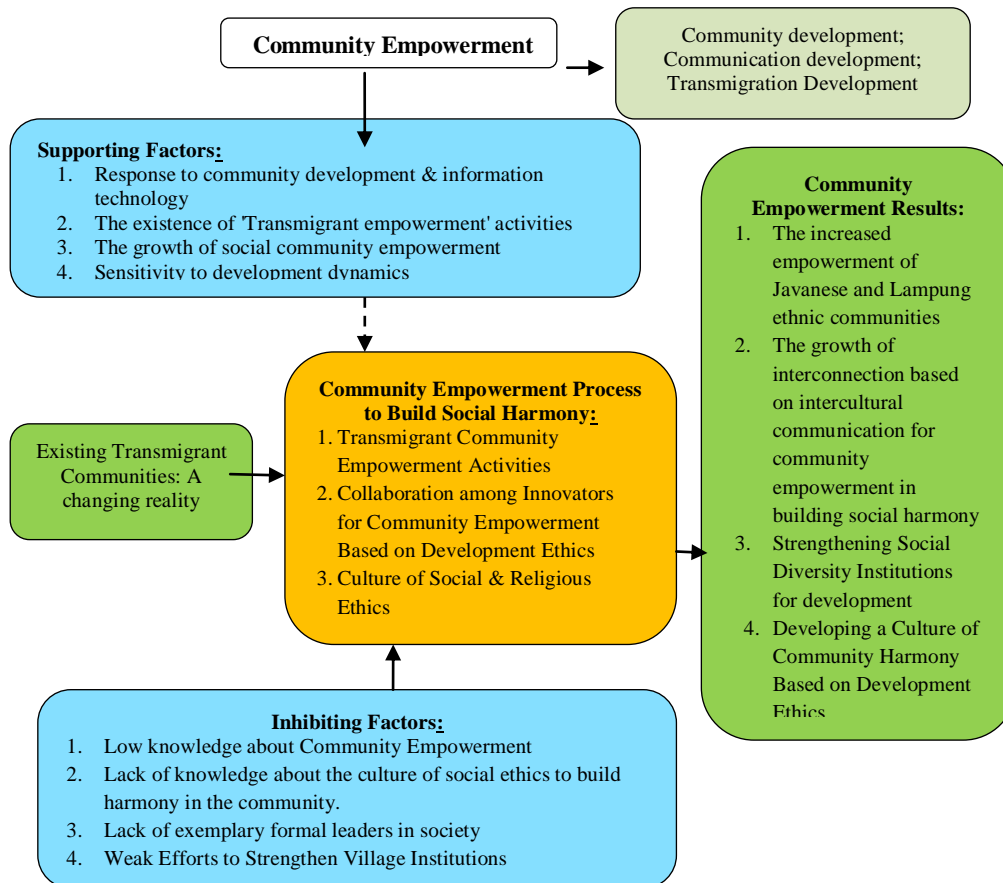 Community Empowerment
Community development;
Communication development;
Transmigration Development
Supporting Factors:
1. Response to community development & information
technology
2. The existence of 'Transmigrant empowerment' activities
3. The growth of social community empowerment
4. Sensitivity to development dynamics
Community
Empowerment Results:
1. The increased
empowerment of
Javanese and Lampung
ethnic communities
2. The growth of
interconnection based
on intercultural
communication for
community
empowerment in
building social harmony
3. Strengthening Social
Diversity Institutions
for development
4. Developing a Culture of
Community Harmony
Based on Development
Ethics
Existing Transmigrant
Communities: A
changing reality
Community Empowerment Process
to Build Social Harmony:
1. Transmigrant Community
Empowerment Activities
2. Collaboration among Innovators
for Community Empowerment
Based on Development Ethics
3. Culture of Social & Religious
Ethics
Inhibiting Factors:
1. Low knowledge about Community Empowerment
2. Lack of knowledge about the culture of social ethics to build
harmony in the community.
3. Lack of exemplary formal leaders in society
4. Weak Efforts to Strengthen Village Institutions